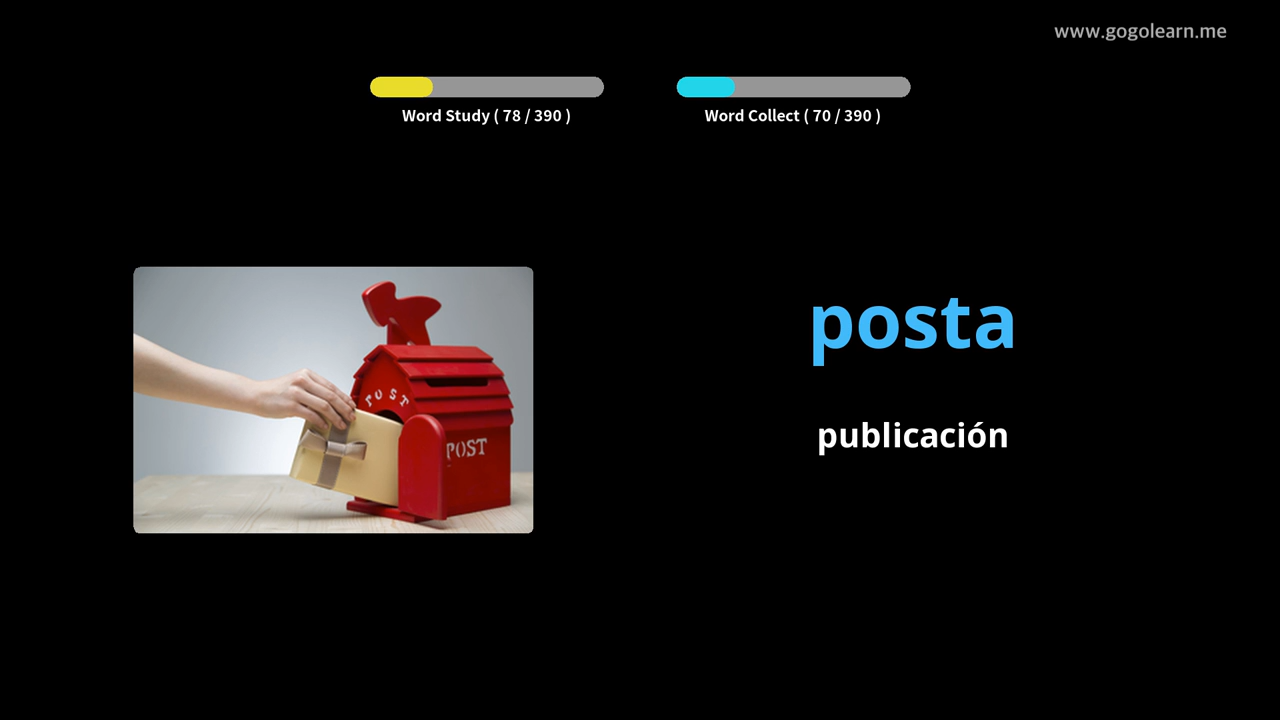 www.gogolearn.me
Word Study ( 78 / 390 )
Word Collect ( 70 / 390 )
POST
POST
posta
publicación